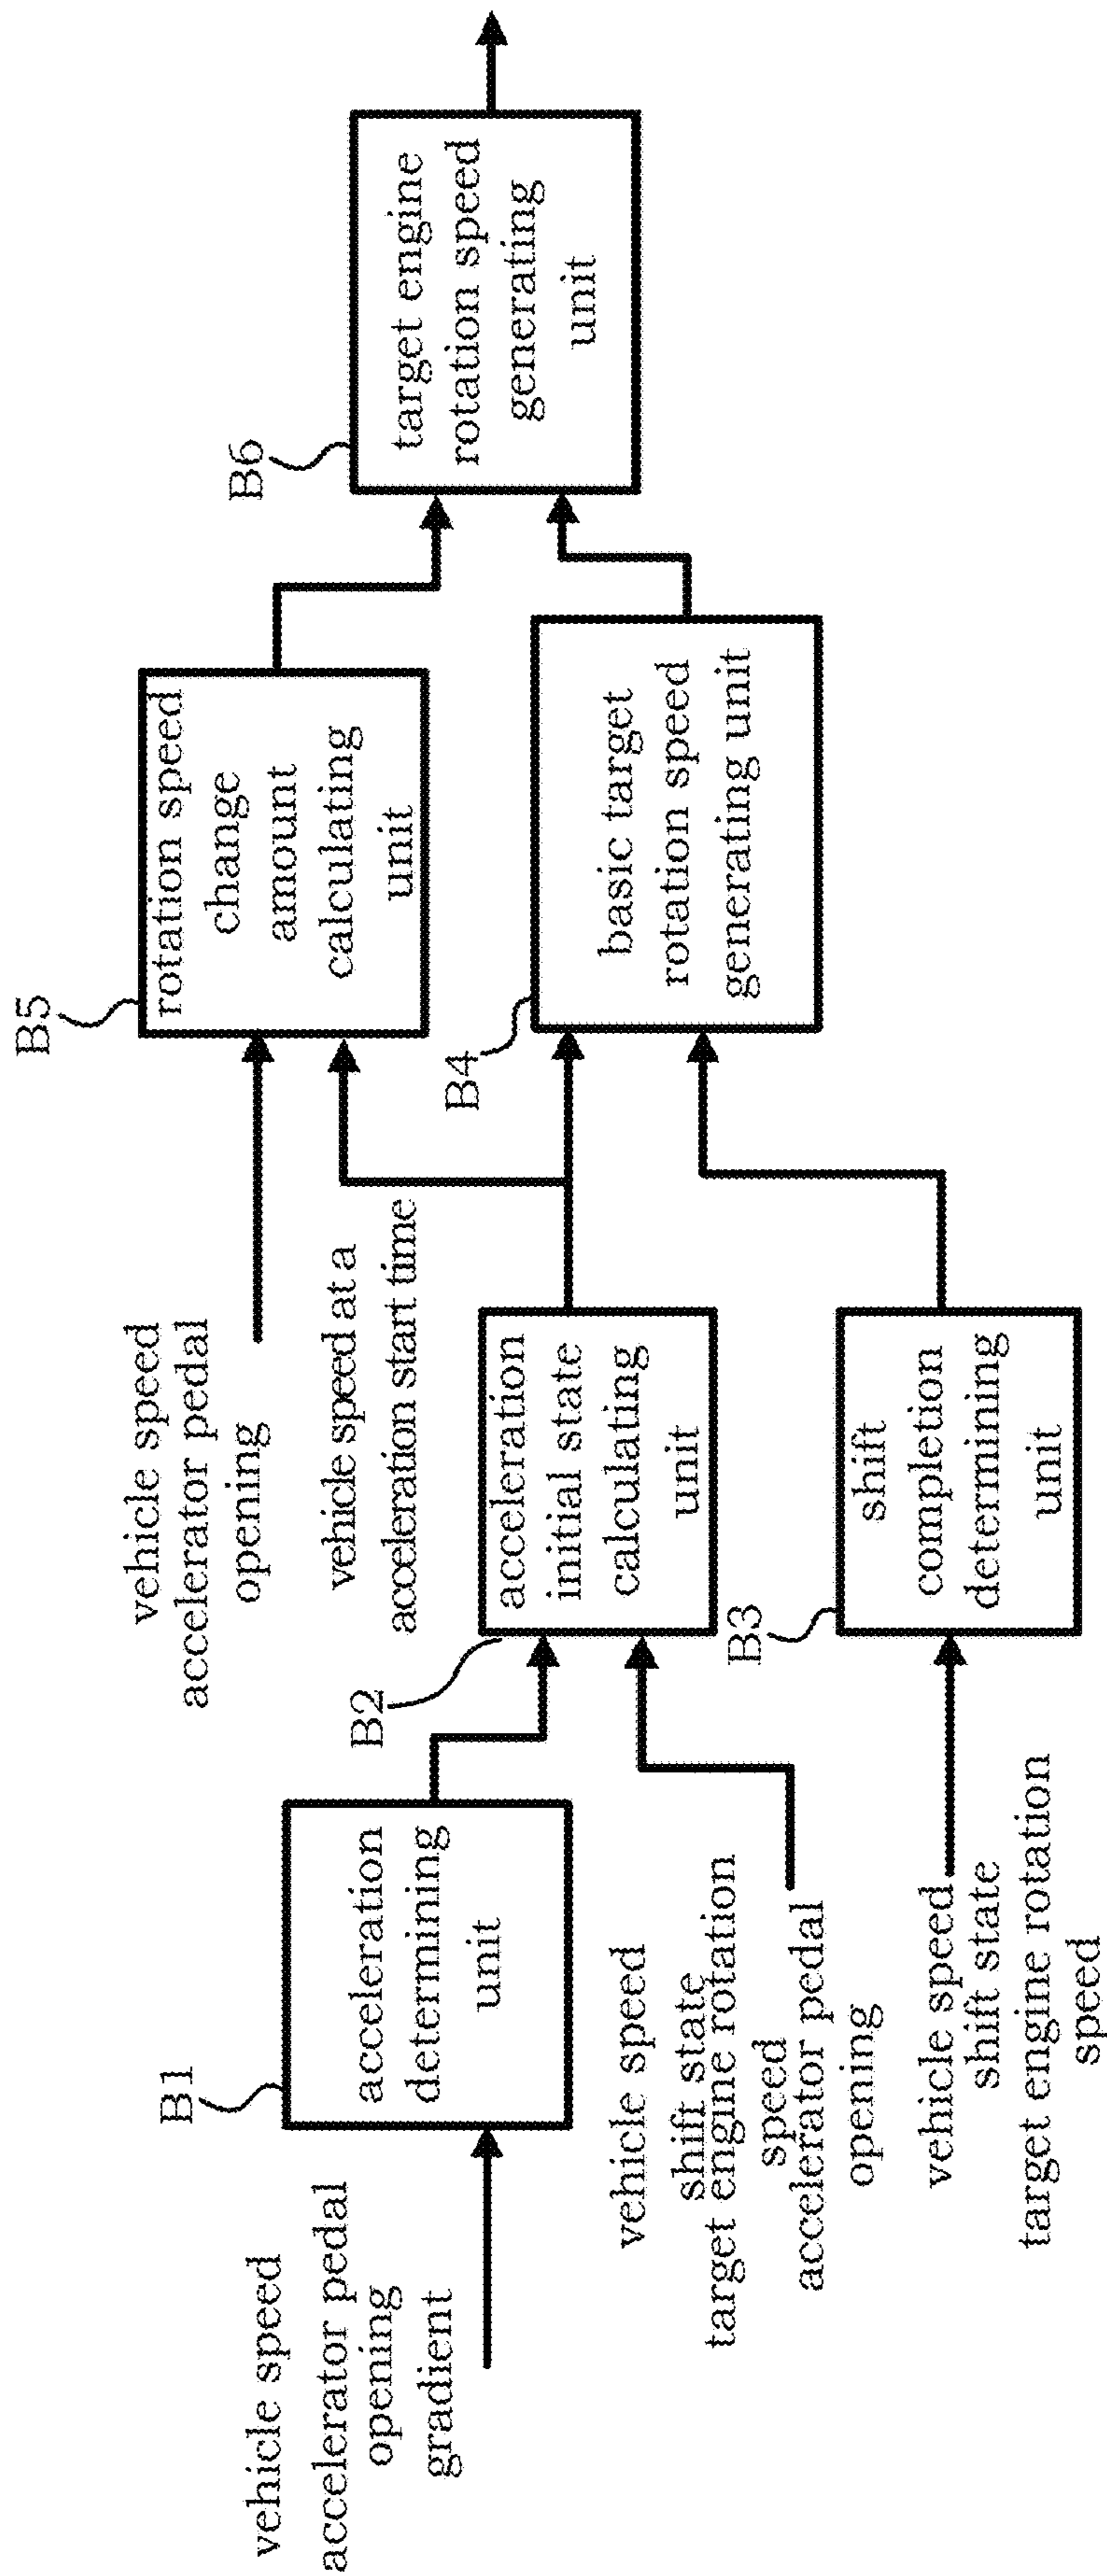 vehicle speed
accelerator pedal
opening
gradient
B1
acceleration
determining
unit
vehicle speed
shift state
target engine rotation
speed
accelerator pedal
opening
vehicle speed
shift state
target engine rotation
speed
B2
acceleration
initial state
calculating
unit
B3
shift
completion
determining
unit
vehicle speed
accelerator pedal
opening
vehicle speed at a
acceleration start time
B5
rotation speed
change
amount
calculating
unit
B4
basic target
rotation speed
generating unit
B6
target engine
rotation speed
generating
unit